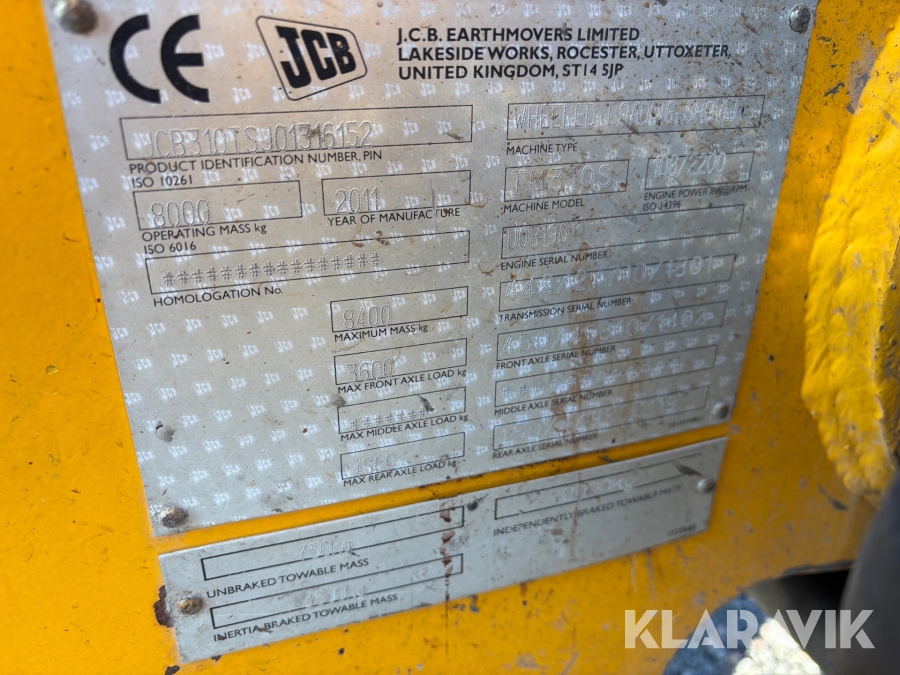 CE
JCB
J.C.B. EARTHMOVERS LIMITED
LAKESIDE WORKS, ROCESTER, UTTOXETER,
UNITED KINGDOM, ST14 5JP
JCB310TSJ01316152
PRODUCT IDENTIFICATION NUMBER, PIN
ISO 10261
WHEELED LOADING SHOVEL
MACHINE TYPE
8000
OPERATING MASS kg
ISO 6016
2011
YEAR OF MANUFACTURE
TM310S
MACHINE MODEL
108/2200
ENGINE POWER kW@RPM
ISO 14396
################
HOMOLOGATION No.
ENGINE SERIAL NUMBER
TRANSMISSION SERIAL NUMBER
8400
MAXIMUM MASS kg
FRONT AXLE SERIAL NUMBER
3600
MAX FRONT AXLE LOAD kg
MIDDLE AXLE SERIAL NUMBER
MAX MIDDLE AXLE LOAD kg
REAR AXLE SERIAL NUMBER
4800
MAX REAR AXLE LOAD kg
UNBRAKED TOWABLE MASS
INDEPENDENTLY BRAKED TOWABLE MASS
INERTIA BRAKED TOWABLE MASS
KLARAVIK